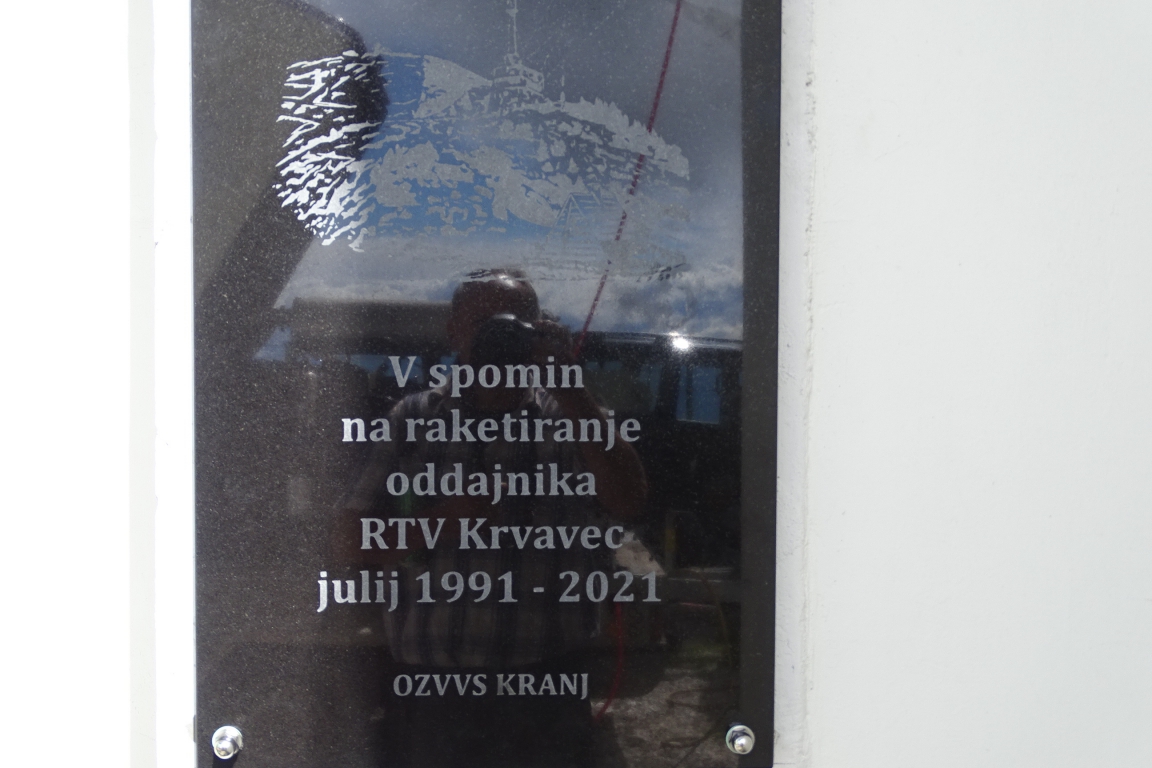 V spomin
na raketiranje
oddajnika
RTV Krvavec
julij 1991 - 2021
OZVVS KRANJ